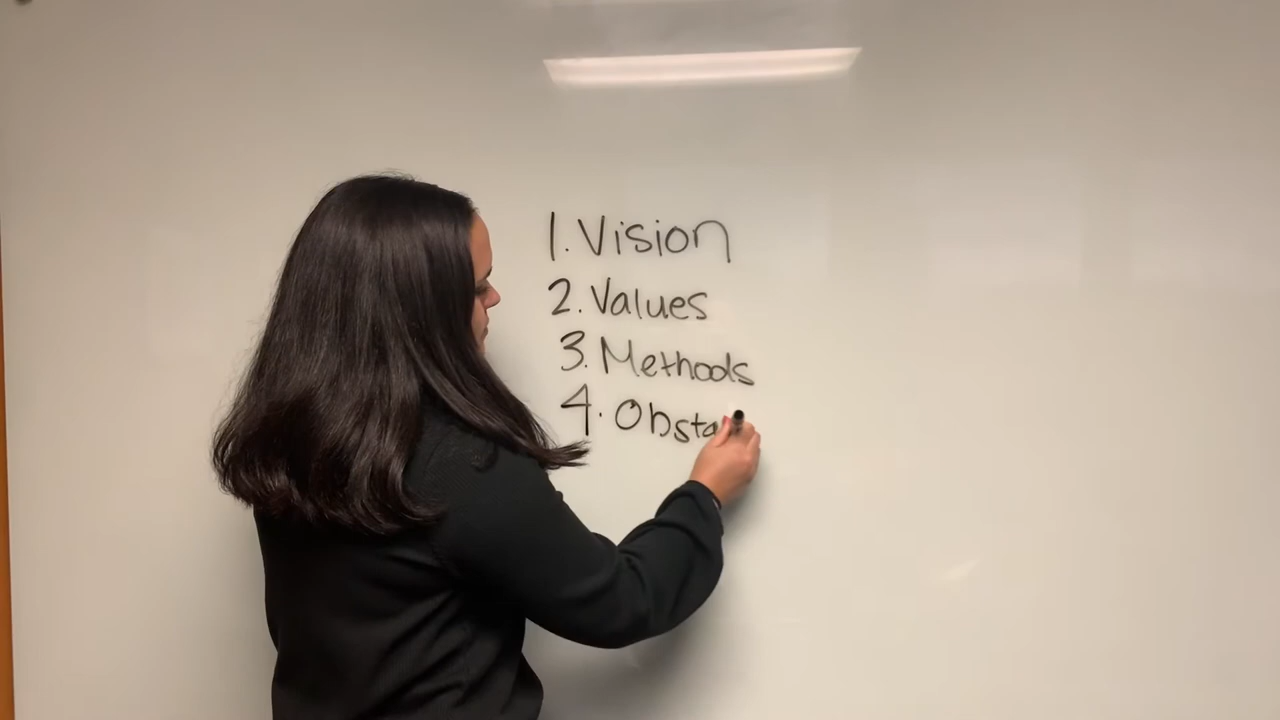 1. Vision
2. Values
3. Methods
4. Obsta